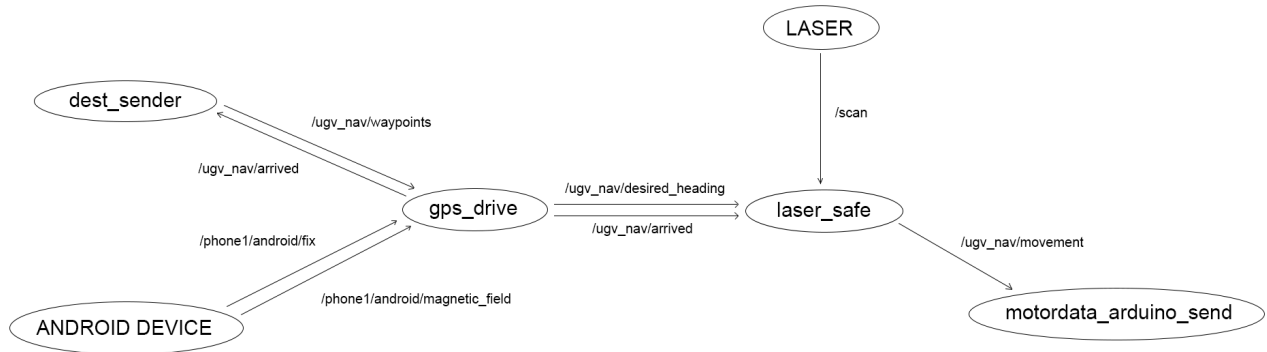 LASER
dest_sender
/ugv_nav/waypoints
/scan
/ugv_nav/arrived
/ugv_nav/desired_heading
gps_drive
laser_safe
/ugv_nav/arrived
/phone1/android/fix
/ugv_nav/movement
/phone1/android/magnetic_field
motordata_arduino_send
ANDROID DEVICE